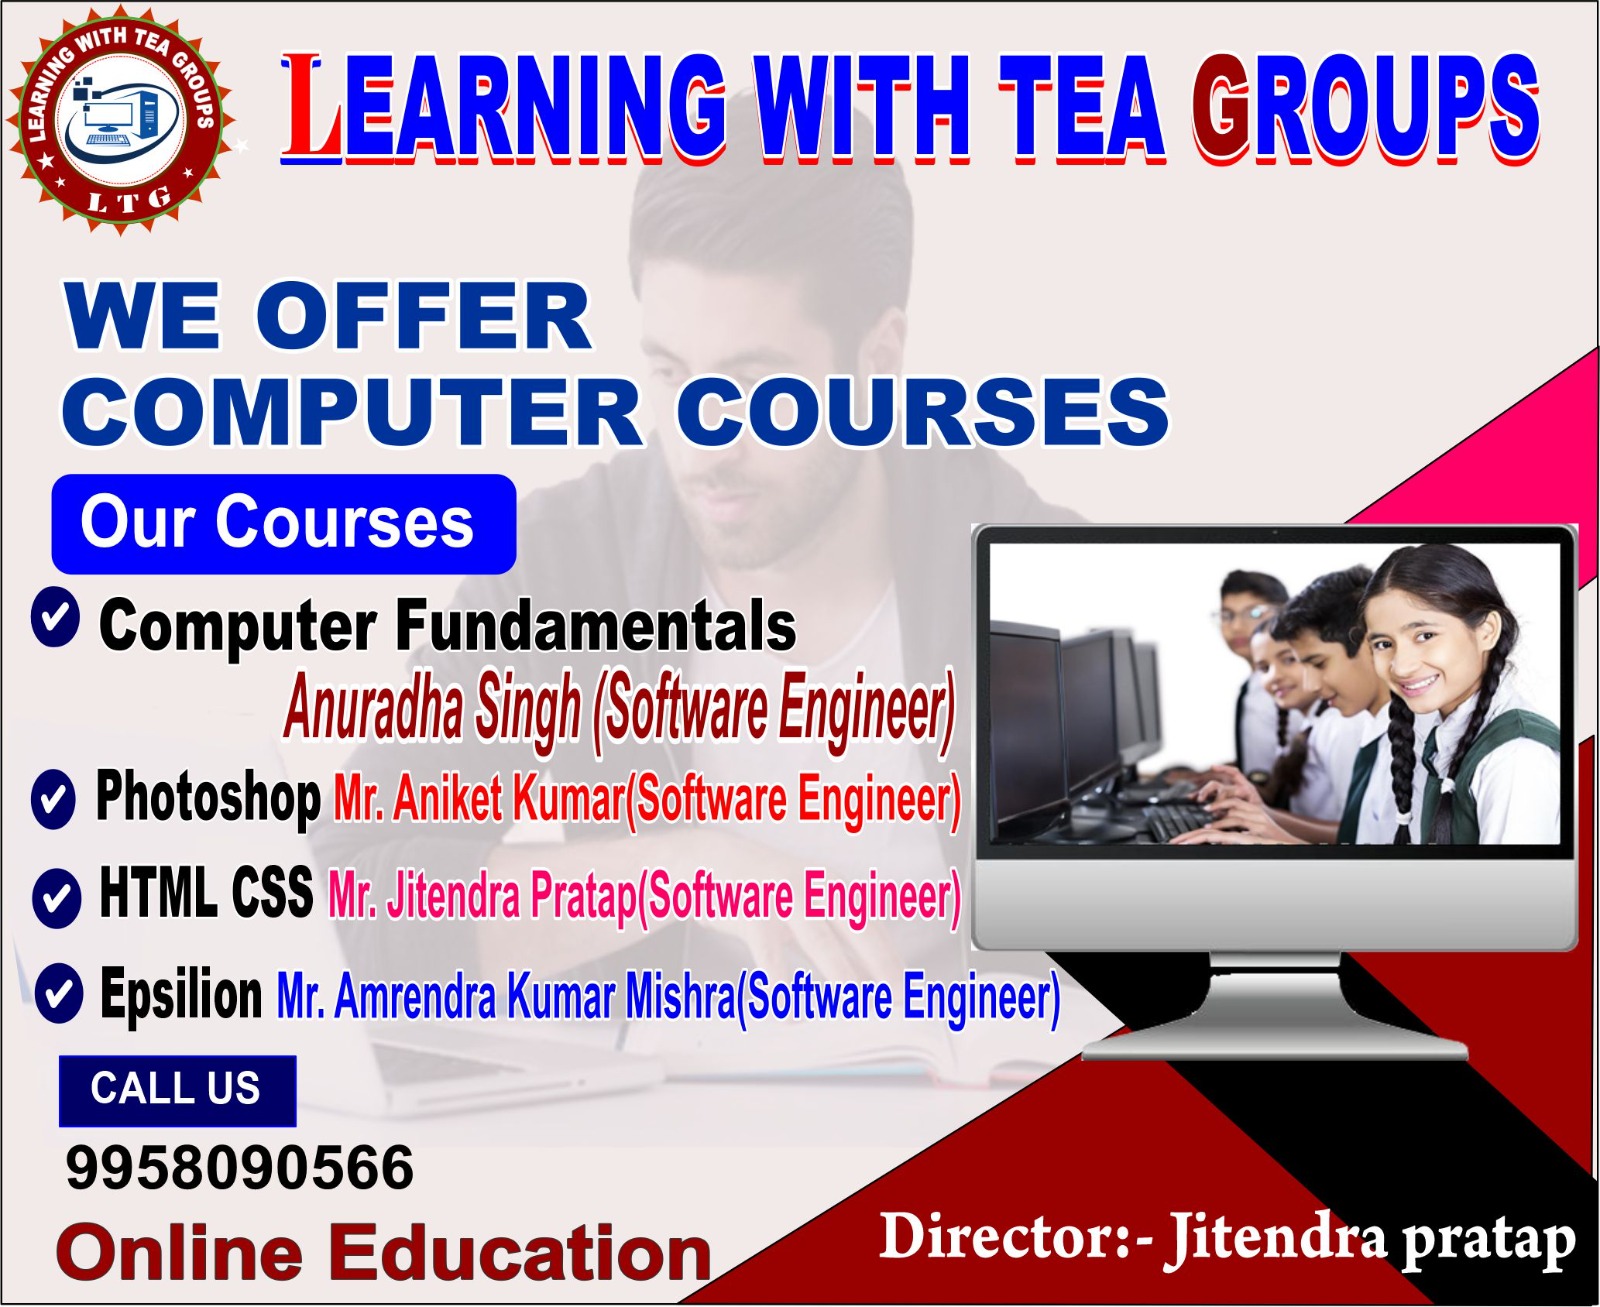 LEARNING WITH TEA GROUPS
LTG
LEARNING WITH TEA GROUPS
WE OFFER
COMPUTER COURSES
Our Courses
Computer Fundamentals
Anuradha Singh (Software Engineer)
Photoshop Mr. Aniket Kumar(Software Engineer)
HTML CSS Mr. Jitendra Pratap(Software Engineer)
Epsilion Mr. Amrendra Kumar Mishra(Software Engineer)
CALL US
9958090566
Online Education
Director:- Jitendra pratap